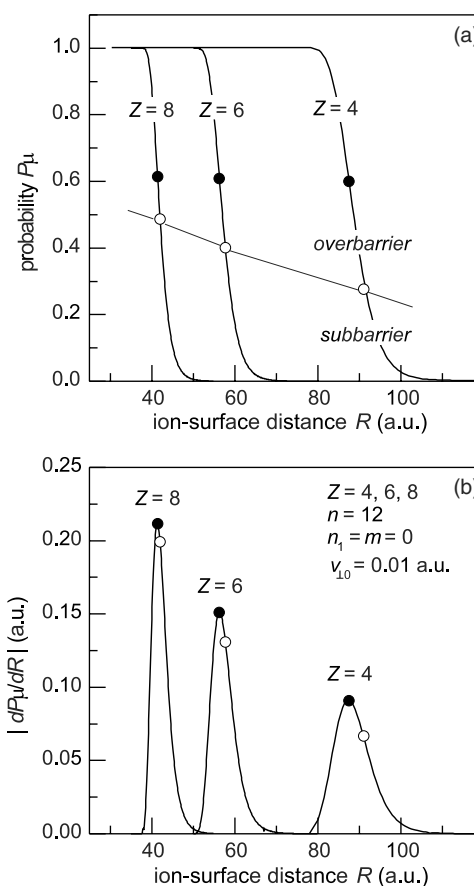 (a)
1.0
0.8
0.6
0.4
0.2
0.0
probability Pμ
Z = 8
Z = 6
Z = 4
overbarrier
subbarrier
40 60 80 100
ion-surface distance R (a.u.)
(b)
0.25
0.20
0.15
0.10
0.05
0.00
| dPμ/dR | (a.u.)
Z = 8
Z = 6
Z = 4
Z = 4, 6, 8
n = 12
n₁ = m = 0
v⊥0 = 0.01 a.u.
40 60 80 100
ion-surface distance R (a.u.)